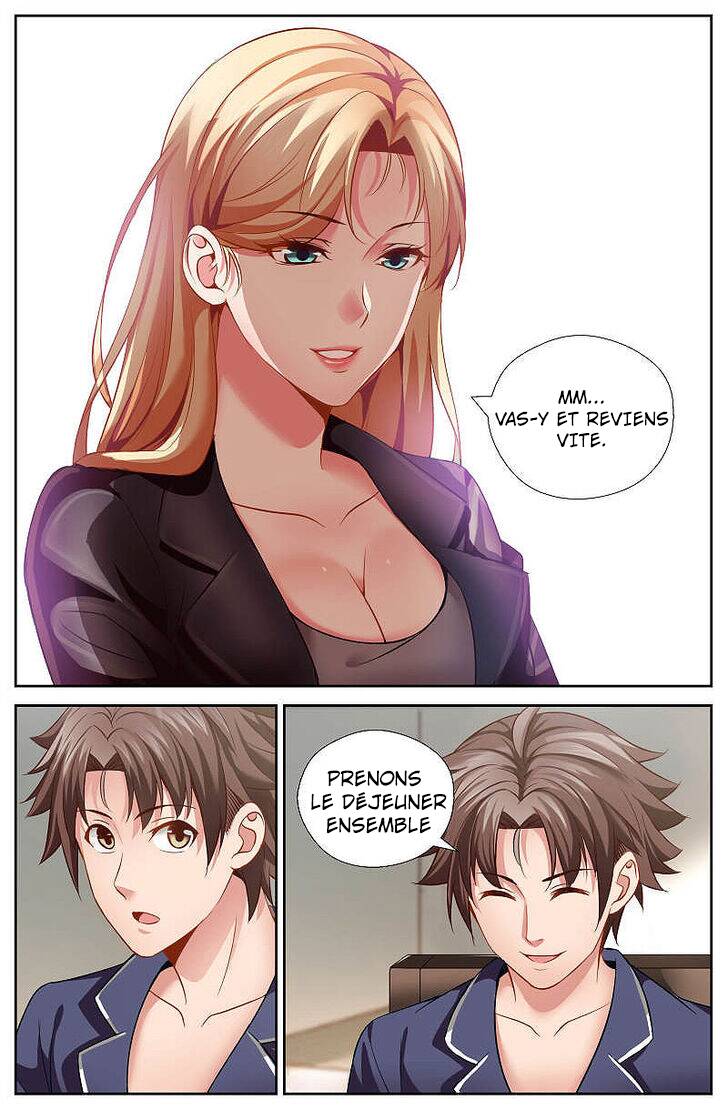 MM...
VAS-Y ET REVIENS
VITE.
PRENONS
LE DÉJEUNER
ENSEMBLE